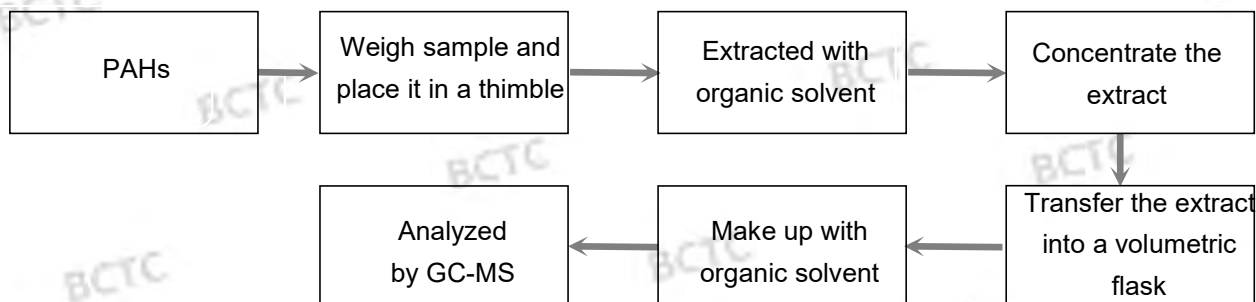 BCTC
PAHs
Weigh sample and
place it in a thimble
Extracted with
organic solvent
Concentrate the
extract
BCTC
BCTC
BCTC
BCTC
Analyzed
by GC-MS
Make up with
organic solvent
Transfer the extract
into a volumetric
flask
BCTC
BCTC